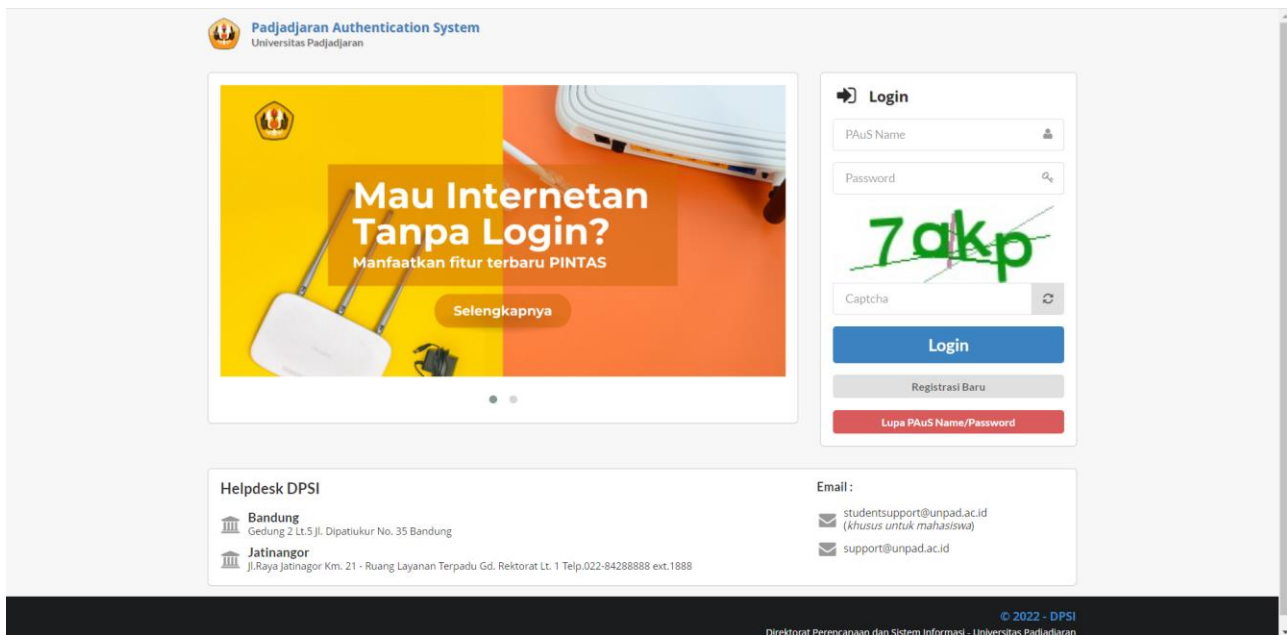 Padjadjaran Authentication System
Universitas Padjadjaran
Mau Internetan
Tanpa Login?
Manfaatkan fitur terbaru PINTAS
Selengkapnya
Login
PAuS Name
Password
7akp
Captcha
Login
Registrasi Baru
Lupa PAuS Name/Password
Helpdesk DPSI
Bandung
Gedung 2 Lt.5 Jl. Dipatiukur No. 35 Bandung
Jatinangor
Jl.Raya Jatinagor Km. 21 - Ruang Layanan Terpadu Gd. Rektorat Lt. 1 Telp.022-84288888 ext.1888
Email :
studentsupport@unpad.ac.id
(khusus untuk mahasiswa)
support@unpad.ac.id
© 2022 - DPSI
Direktorat Perencanaan dan Sistem Informasi - Universitas Padjadjaran